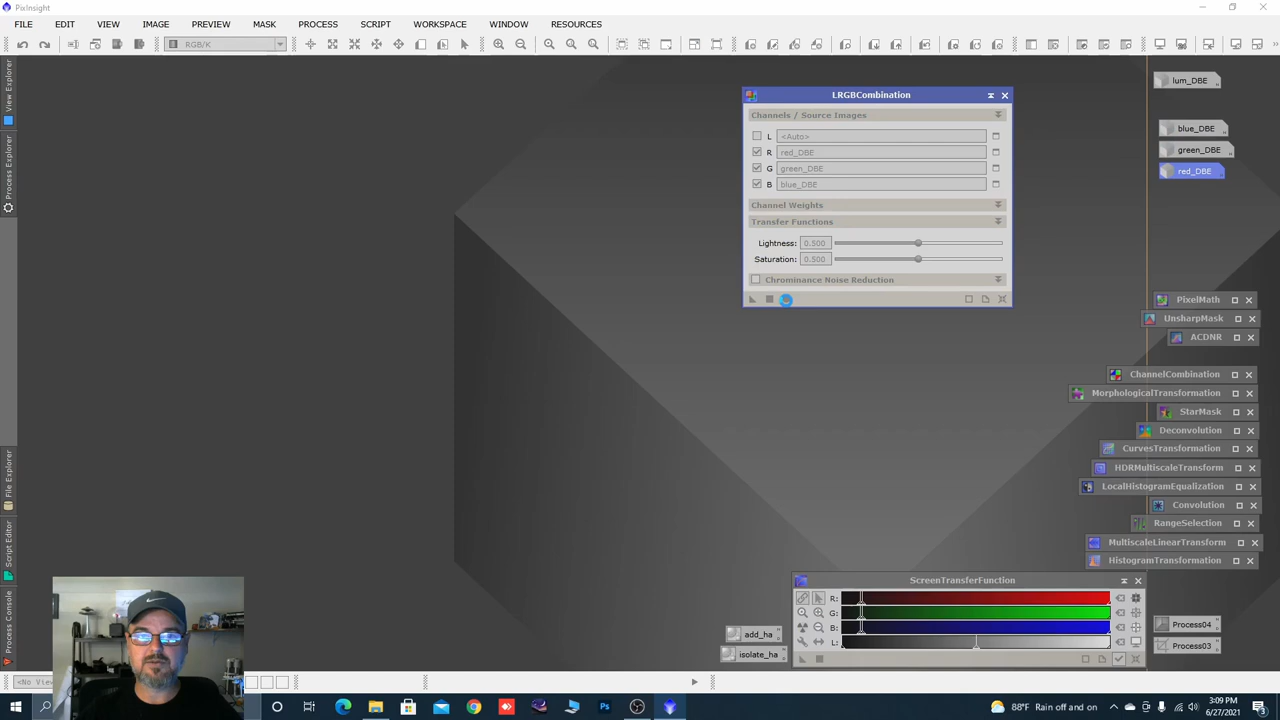 PixInsight
FILE EDIT VIEW IMAGE PREVIEW MASK PROCESS SCRIPT WORKSPACE WINDOW RESOURCES
RGB/K
View Explorer
Process Explorer
File Explorer
Script Editor
Process Console
LRGBCombination
Channels / Source Images
L <Auto>
R red_DBE
G green_DBE
B blue_DBE
Channel Weights
Transfer Functions
Lightness: 0.500
Saturation: 0.500
Chrominance Noise Reduction
lum_DBE
blue_DBE
green_DBE
red_DBE
PixelMath
UnsharpMask
ACDNR
ChannelCombination
MorphologicalTransformation
StarMask
Deconvolution
CurvesTransformation
HDRMultiscaleTransform
LocalHistogramEqualization
Convolution
RangeSelection
MultiscaleLinearTransform
HistogramTransformation
ScreenTransferFunction
R:
G:
B:
L:
add_ha
isolate_ha
Process04
Process03
<No View
Ps
88°F Rain off and on
3:09 PM
6/27/2021
3